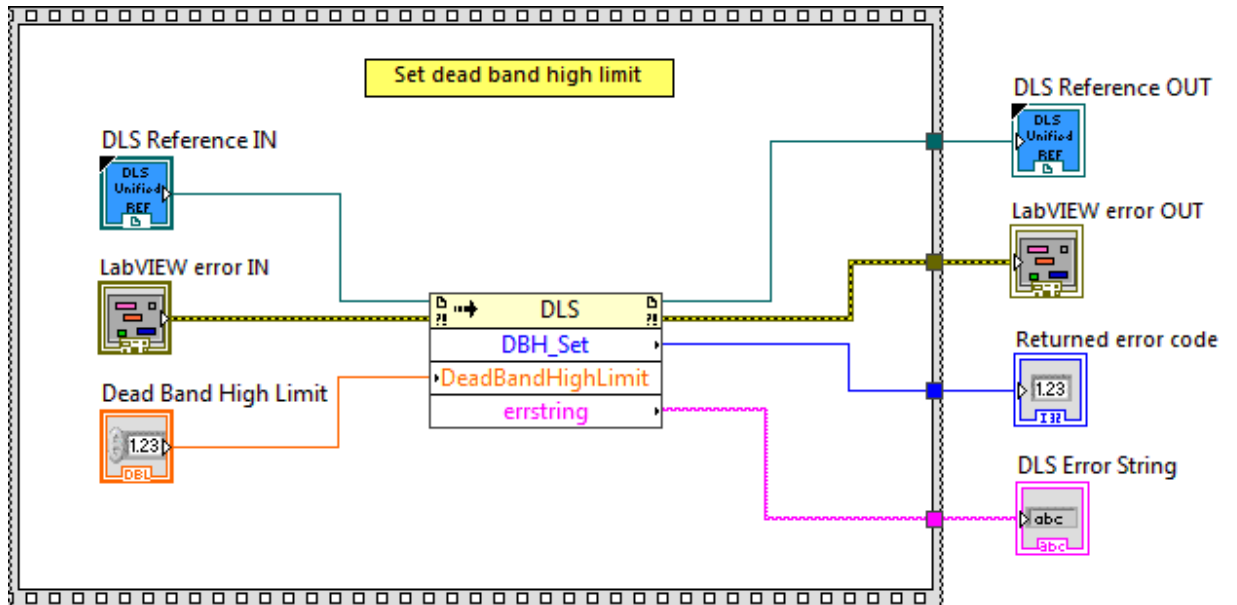 Set dead band high limit
DLS Reference IN
DLS
Unified
REF
LabVIEW error IN
Dead Band High Limit
1.23
DBL
?!
DLS
?!
DBH_Set
DeadBandHighLimit
errstring
DLS Reference OUT
DLS
Unified
REF
LabVIEW error OUT
Returned error code
1.23
I32
DLS Error String
abc
abc